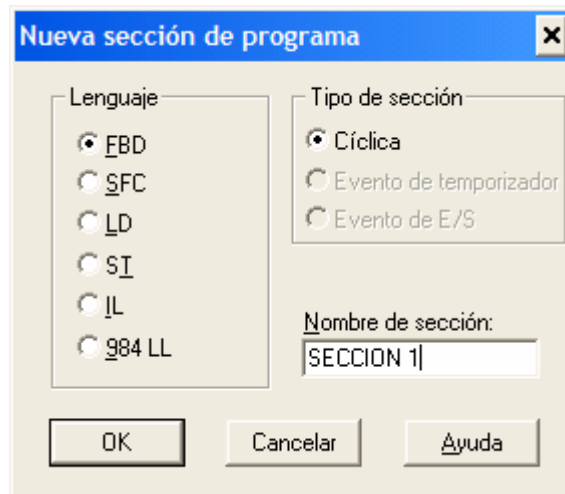 Nueva sección de programa
Lenguaje
FBD
SFC
LD
ST
IL
984 LL
Tipo de sección
Cíclica
Evento de temporizador
Evento de E/S
Nombre de sección:
SECCION 1
OK
Cancelar
Ayuda